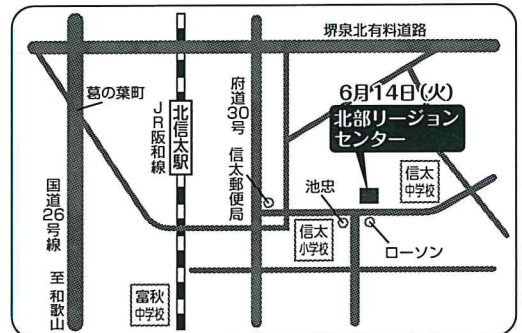 堺泉北有料道路
葛の葉町
北信太駅
JR阪和線
府道30号
信太郵便局
6月14日(火)
北部リージョン
センター
信太
中学校
池忠
信太
小学校
ローソン
国道26号線
至 和歌山
富秋
中学校